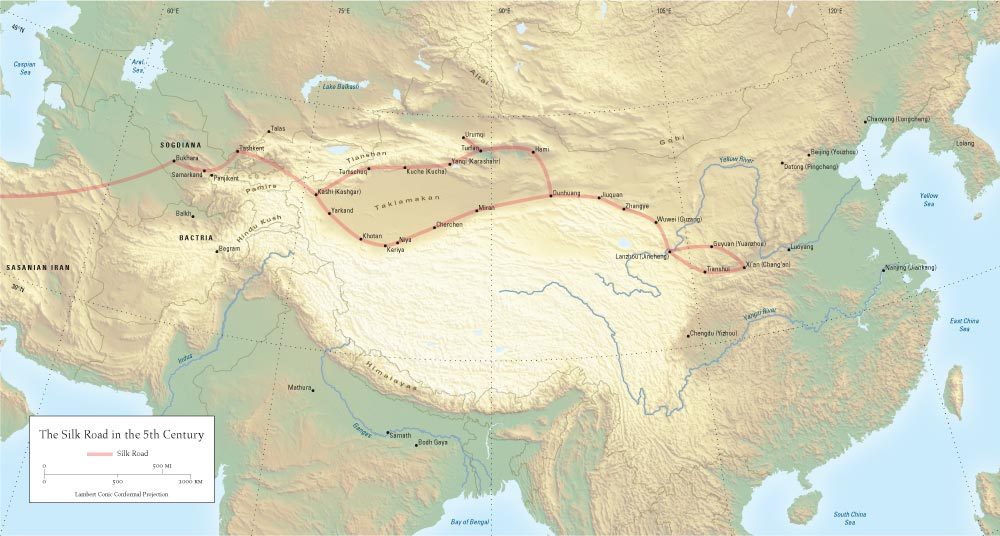 60°E
75°E
90°E
105°E
120°E
45°N
Caspian
Sea
Aral
Sea
Lake Balkash
Altai
Talas
SOGDIANA
Tashkent
Bukhara
Samarkand
Panjikent
Urumqi
Turfan
Hami
Gobi
Chaoyang (Longcheng)
Lolang
Beijing (Youzhou)
Datong (Pingcheng)
Yellow River
Tianshan
Tumschuq
Kucha (Kucha)
Yanqi (Karashahr)
Kashi (Kashgar)
Pamirs
Taklamakan
Dunhuang
Jiuquan
Zhangye
Yellow
Sea
Yarkand
Miran
Wuwei (Guzang)
Balkh
Hindu Kush
BACTRIA
Begram
Khotan
Keriya
Niya
Cherchen
Lanzhou (Jincheng)
Guyuan (Yuanzhou)
Luoyang
Tianshui
Xi'an (Chang'an)
Nanjing (Jiankang)
SASANIAN IRAN
30°N
Indus
Himalayas
Chengdu (Yizhou)
Yangzi River
East China
Sea
Mathura
Ganges
Sarnath
Bodh Gaya
The Silk Road in the 5th Century
Silk Road
0 500 MI
0 500 1000 KM
Lambert Conic Conformal Projection
Bay of Bengal
South China
Sea